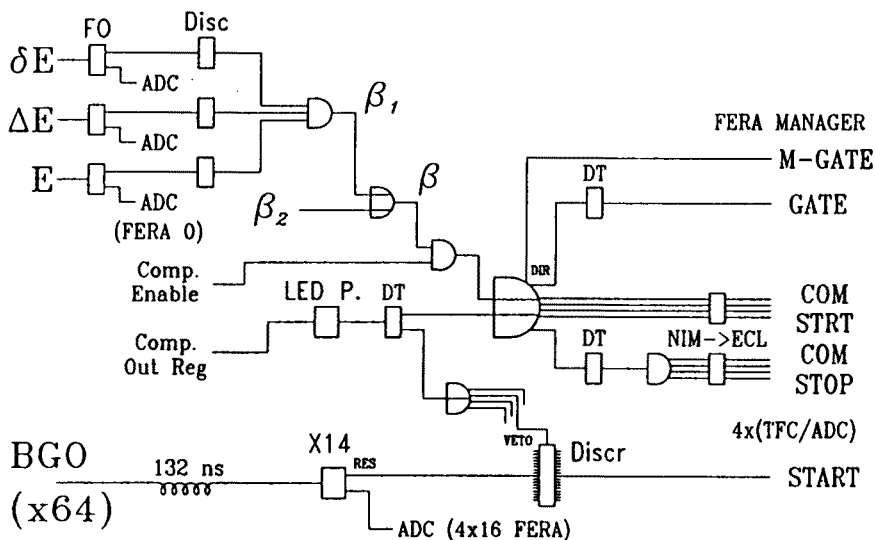 FO
Disc
δE
ADC
β₁
ΔE
ADC
FERA MANAGER
M-GATE
E
ADC
(FERA 0)
β₂
β
DT
GATE
DIR
Comp.
Enable
LED P.
DT
COM
STRT
Comp.
Out Reg
DT
NIM->ECL
COM
STOP
VETO
4x(TFC/ADC)
BGO
(x64)
132 ns
X14
RES
Discr
START
ADC (4x16 FERA)